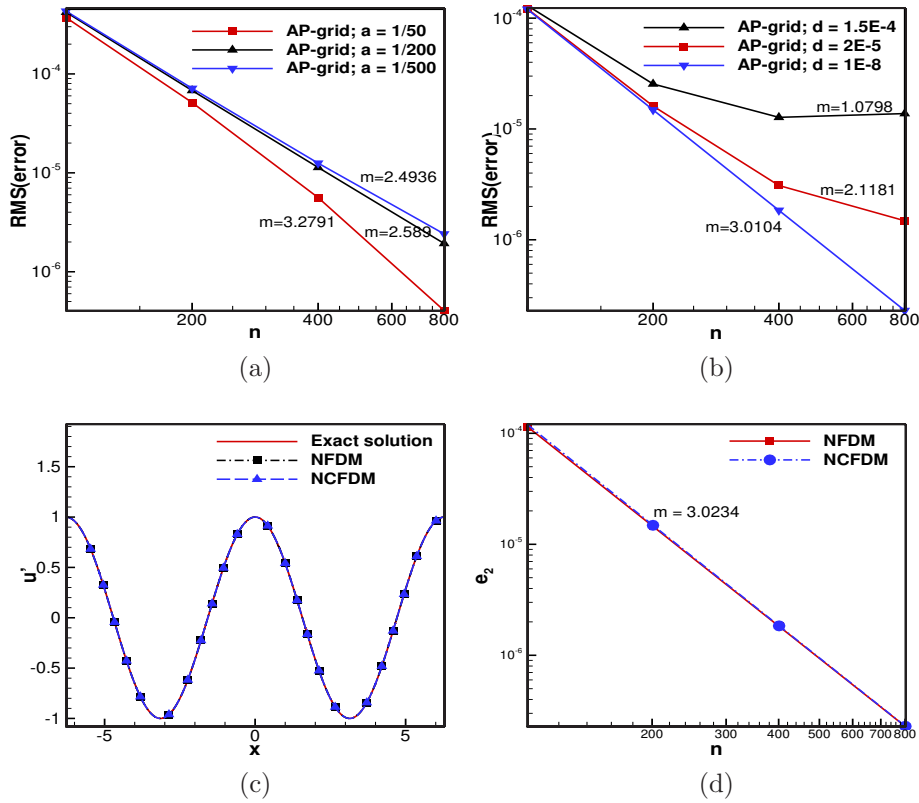 AP-grid; a = 1/50
AP-grid; a = 1/200
AP-grid; a = 1/500
10^-4
10^-5
10^-6
RMS(error)
m=2.4936
m=3.2791
m=2.589
200 400 600 800
n
(a)
AP-grid; d = 1.5E-4
AP-grid; d = 2E-5
AP-grid; d = 1E-8
10^-4
10^-5
10^-6
RMS(error)
m=1.0798
m=2.1181
m=3.0104
200 400 600 800
n
(b)
Exact solution
NFDM
NCFDM
1.5
1
0.5
0
-0.5
-1
u'
-5 0 5
x
(c)
NFDM
NCFDM
10^-4
10^-5
10^-6
e_2
m = 3.0234
200 300 400 500 600 700 800
n
(d)